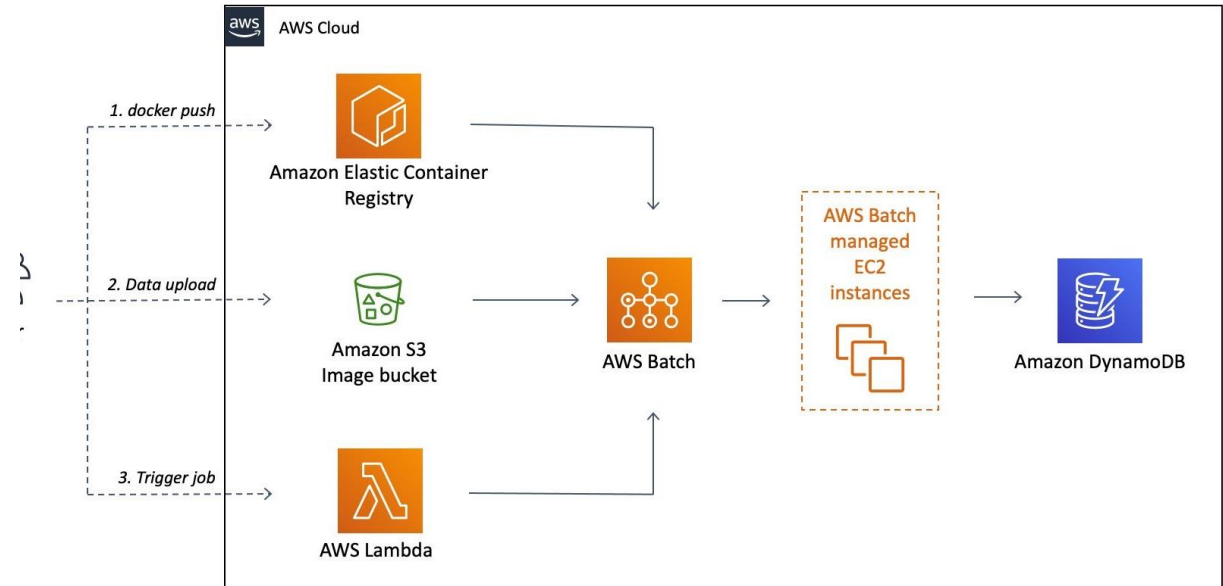 aws
AWS Cloud
1. docker push
Amazon Elastic Container
Registry
2. Data upload
Amazon S3
Image bucket
3. Trigger job
AWS Lambda
AWS Batch
AWS Batch
managed
EC2
instances
Amazon DynamoDB